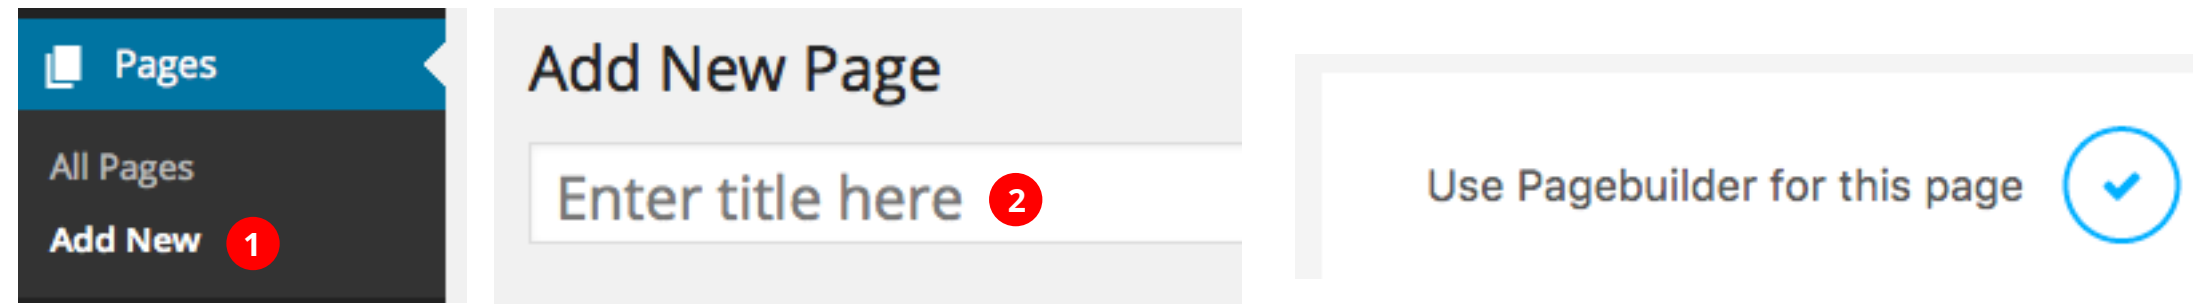 Pages
All Pages
Add New 1
Add New Page
Enter title here 2
Use Pagebuilder for this page